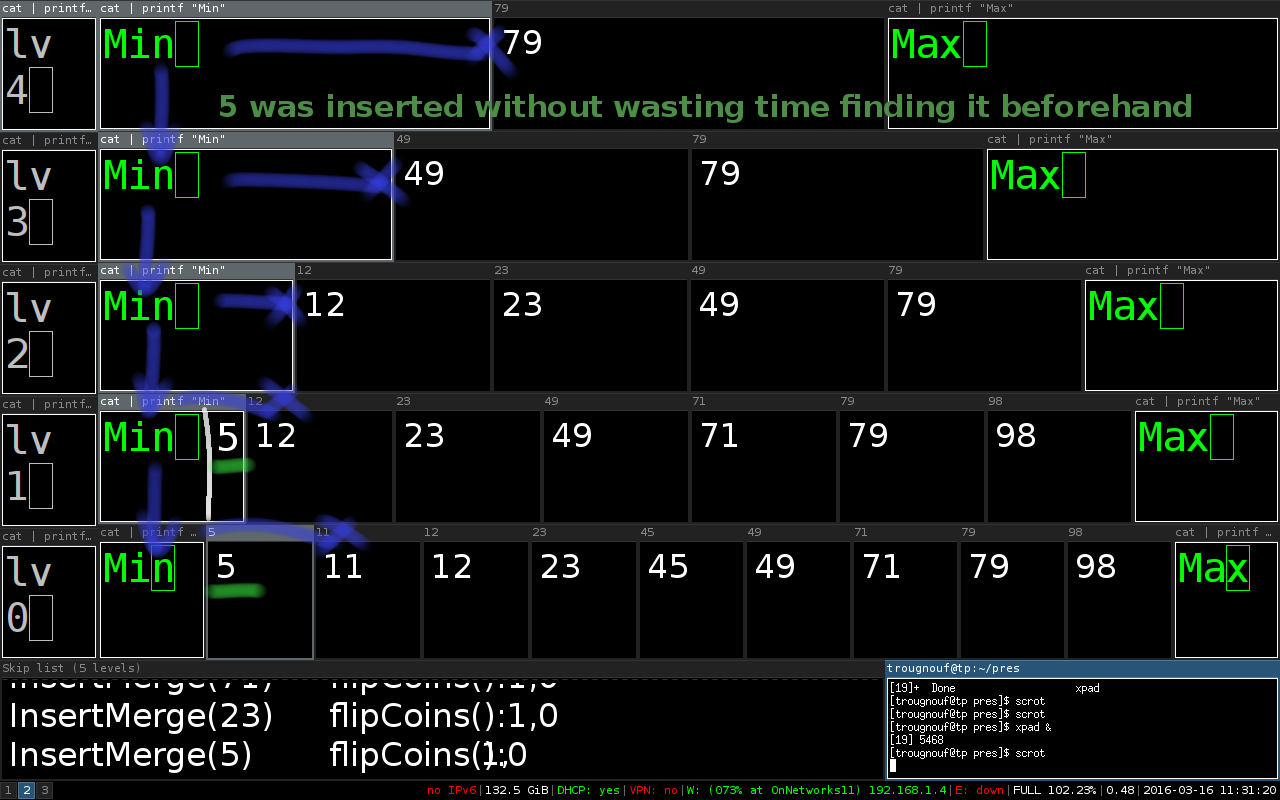 cat | printf… cat | printf "Min" 79 cat | printf "Max"
lv Min 79 Max
4
5 was inserted without wasting time finding it beforehand
cat | printf… cat | printf "Min" 49 79 cat | printf "Max"
lv Min 49 79 Max
3
cat | printf… cat | printf "Min" 12 23 49 79 cat | printf "Max"
lv Min 12 23 49 79 Max
2
cat | printf… cat | printf "Min" 12 23 49 71 79 98 cat | printf "Max"
lv Min 5 12 23 49 71 79 98 Max
1
cat | printf… cat | printf … 5 11 12 23 45 49 71 79 98 cat | printf …
lv Min 5 11 12 23 45 49 71 79 98 Max
0
Skip list (5 levels)
InsertMerge(71) flipCoins():1,0
InsertMerge(23) flipCoins():1,0
InsertMerge(5)
trougnouf@tp:~/pres
[19]+ Done xpad
[trougnouf@tp pres]$ scrot
[trougnouf@tp pres]$ scrot
[trougnouf@tp pres]$ xpad &
[19] 5468
[trougnouf@tp pres]$ scrot
1 2 3 no IPv6|132.5 GiB|DHCP: yes|VPN: no|W: (073% at OnNetworks11) 192.168.1.4|E: down|FULL 102.23%|0.48|2016-03-16 11:31:20